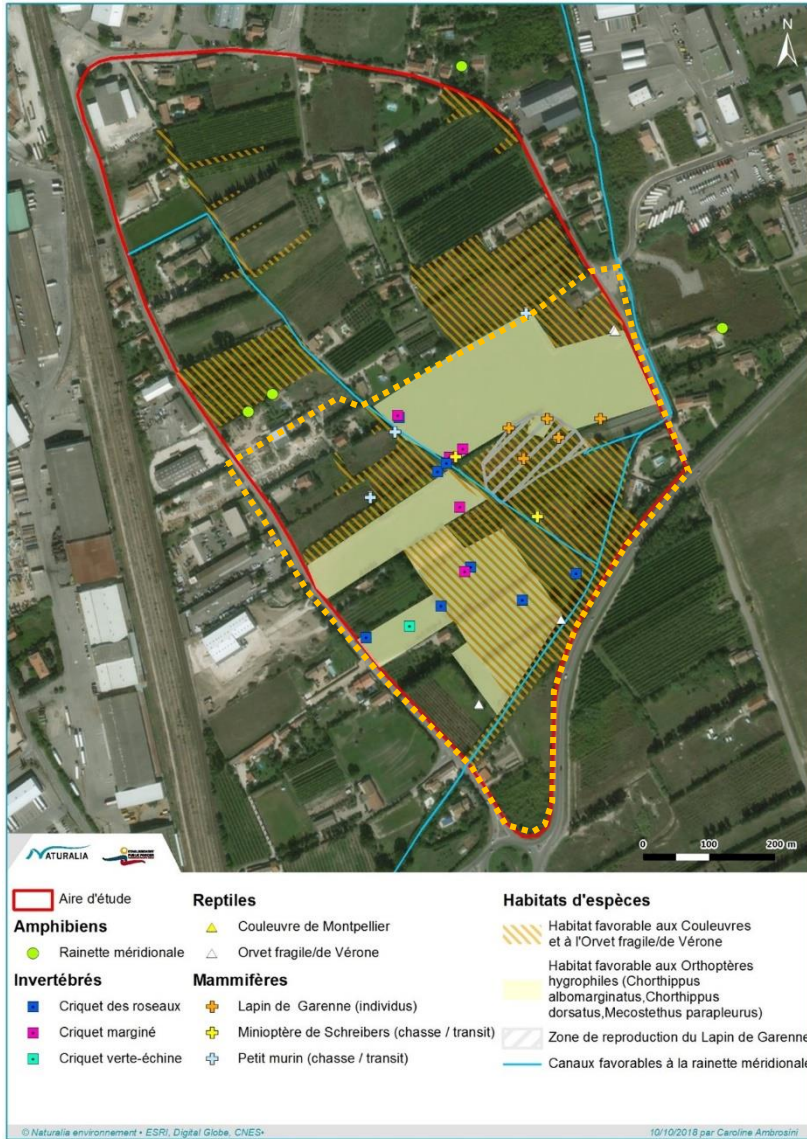 N
NATURALIA
0 100 200 m
Aire d'étude
Amphibiens
Rainette méridionale
Invertébrés
Criquet des roseaux
Criquet marginé
Criquet verte-échine
Reptiles
Couleuvre de Montpellier
Orvet fragile/de Vérone
Mammifères
Lapin de Garenne (individus)
Minioptère de Schreibers (chasse / transit)
Petit murin (chasse / transit)
Habitats d'espèces
Habitat favorable aux Couleuvres
et à l'Orvet fragile/de Vérone
Habitat favorable aux Orthoptères
hygrophiles (Chorthippus
albomarginatus,Chorthippus
dorsatus,Mecostethus parapleurus)
Zone de reproduction du Lapin de Garenne
Canaux favorables à la rainette méridionale
© Naturalia environnement • ESRI, Digital Globe, CNES•
10/10/2018 par Caroline Ambrosini